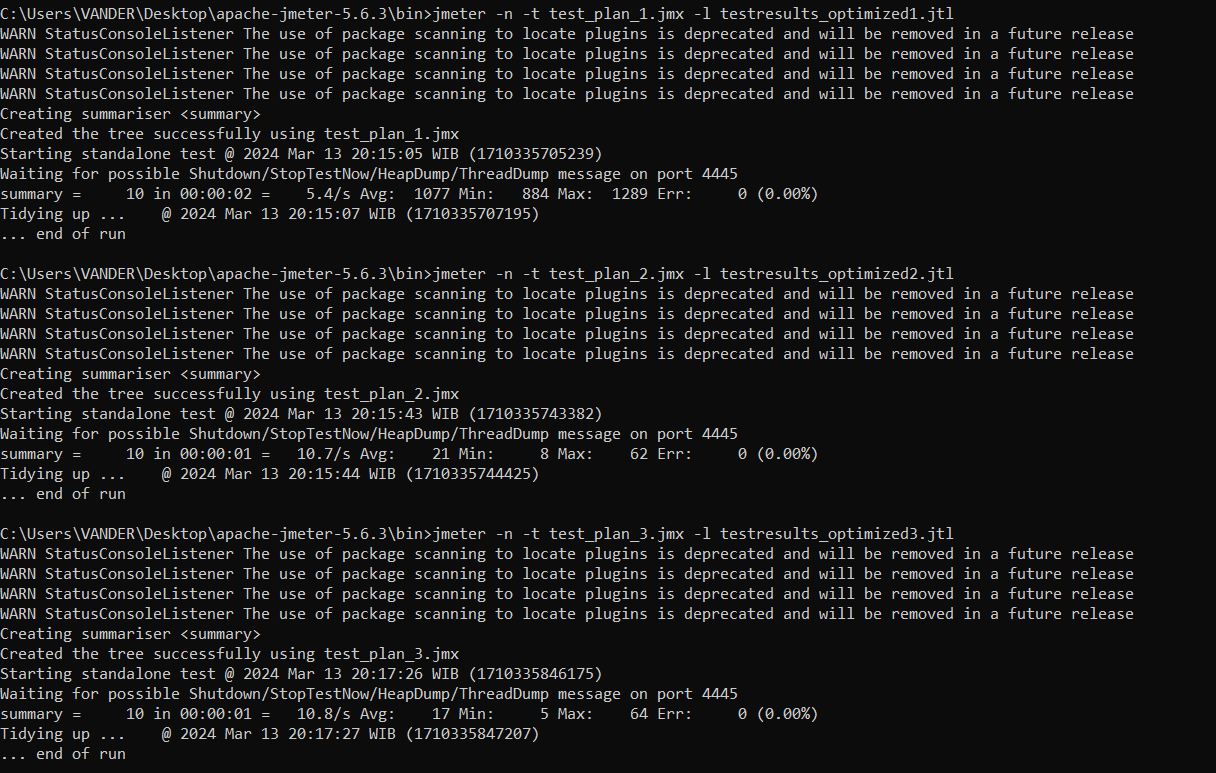 C:\Users\VANDER\Desktop\apache-jmeter-5.6.3\bin>jmeter -n -t test_plan_1.jmx -l testresults_optimized1.jtl
WARN StatusConsoleListener The use of package scanning to locate plugins is deprecated and will be removed in a future release
WARN StatusConsoleListener The use of package scanning to locate plugins is deprecated and will be removed in a future release
WARN StatusConsoleListener The use of package scanning to locate plugins is deprecated and will be removed in a future release
WARN StatusConsoleListener The use of package scanning to locate plugins is deprecated and will be removed in a future release
Creating summariser <summary>
Created the tree successfully using test_plan_1.jmx
Starting standalone test @ 2024 Mar 13 20:15:05 WIB (1710335705239)
Waiting for possible Shutdown/StopTestNow/HeapDump/ThreadDump message on port 4445
summary =     10 in 00:00:02 =    5.4/s Avg:  1077 Min:   884 Max:  1289 Err:     0 (0.00%)
Tidying up ...    @ 2024 Mar 13 20:15:07 WIB (1710335707195)
... end of run
C:\Users\VANDER\Desktop\apache-jmeter-5.6.3\bin>jmeter -n -t test_plan_2.jmx -l testresults_optimized2.jtl
WARN StatusConsoleListener The use of package scanning to locate plugins is deprecated and will be removed in a future release
WARN StatusConsoleListener The use of package scanning to locate plugins is deprecated and will be removed in a future release
WARN StatusConsoleListener The use of package scanning to locate plugins is deprecated and will be removed in a future release
WARN StatusConsoleListener The use of package scanning to locate plugins is deprecated and will be removed in a future release
Creating summariser <summary>
Created the tree successfully using test_plan_2.jmx
Starting standalone test @ 2024 Mar 13 20:15:43 WIB (1710335743382)
Waiting for possible Shutdown/StopTestNow/HeapDump/ThreadDump message on port 4445
summary =     10 in 00:00:01 =   10.7/s Avg:    21 Min:     8 Max:    62 Err:     0 (0.00%)
Tidying up ...    @ 2024 Mar 13 20:15:44 WIB (1710335744425)
... end of run
C:\Users\VANDER\Desktop\apache-jmeter-5.6.3\bin>jmeter -n -t test_plan_3.jmx -l testresults_optimized3.jtl
WARN StatusConsoleListener The use of package scanning to locate plugins is deprecated and will be removed in a future release
WARN StatusConsoleListener The use of package scanning to locate plugins is deprecated and will be removed in a future release
WARN StatusConsoleListener The use of package scanning to locate plugins is deprecated and will be removed in a future release
WARN StatusConsoleListener The use of package scanning to locate plugins is deprecated and will be removed in a future release
Creating summariser <summary>
Created the tree successfully using test_plan_3.jmx
Starting standalone test @ 2024 Mar 13 20:17:26 WIB (1710335846175)
Waiting for possible Shutdown/StopTestNow/HeapDump/ThreadDump message on port 4445
summary =     10 in 00:00:01 =   10.8/s Avg:    17 Min:     5 Max:    64 Err:     0 (0.00%)
Tidying up ...    @ 2024 Mar 13 20:17:27 WIB (1710335847207)
... end of run